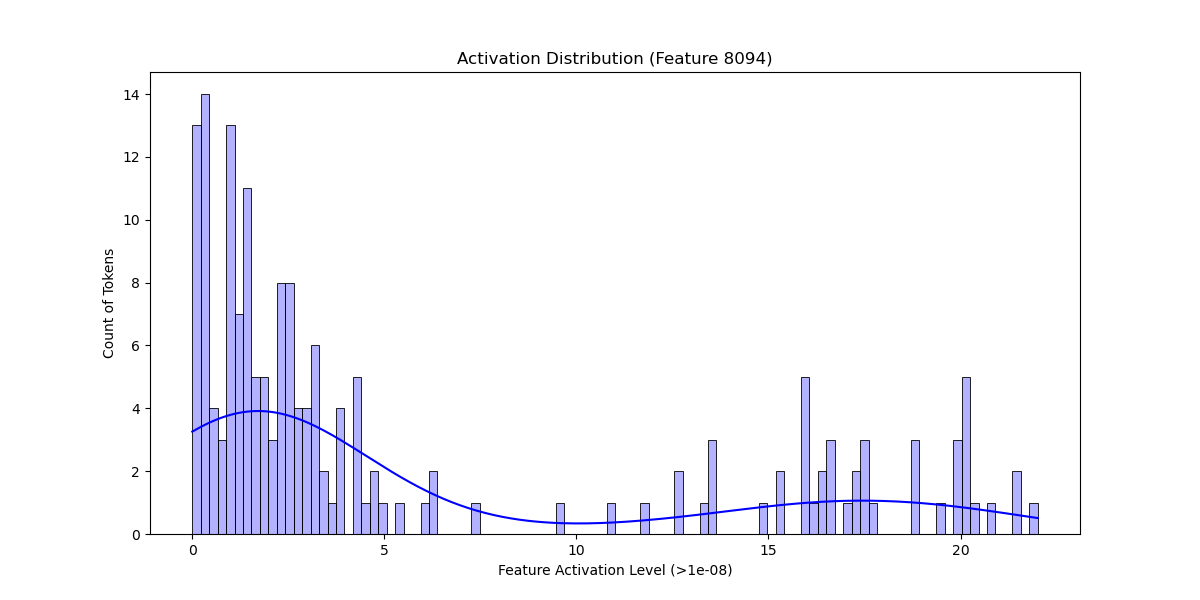 Activation Distribution (Feature 8094)
14
12
10
8
6
4
2
0
Count of Tokens
0 5 10 15 20
Feature Activation Level (>1e-08)